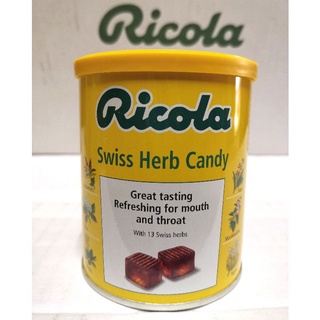 Ricola
Ricola
Swiss Herb Candy
Great tasting
Refreshing for mouth
and throat
With 13 Swiss herbs